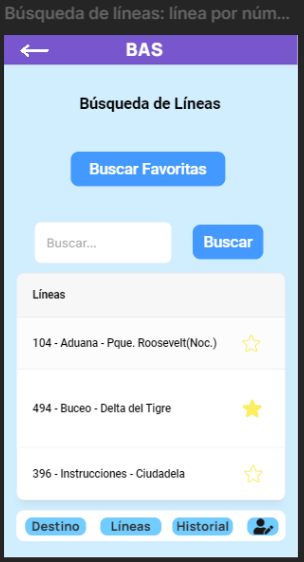 Búsqueda de líneas: línea por núm...
BAS
Búsqueda de Líneas
Buscar Favoritas
Buscar...
Buscar
Líneas
104 - Aduana - Pque. Roosevelt(Noc.)
494 - Buceo - Delta del Tigre
396 - Instrucciones - Ciudadela
Destino Líneas Historial